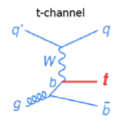 t-channel
q' q
W
b t
g b̄